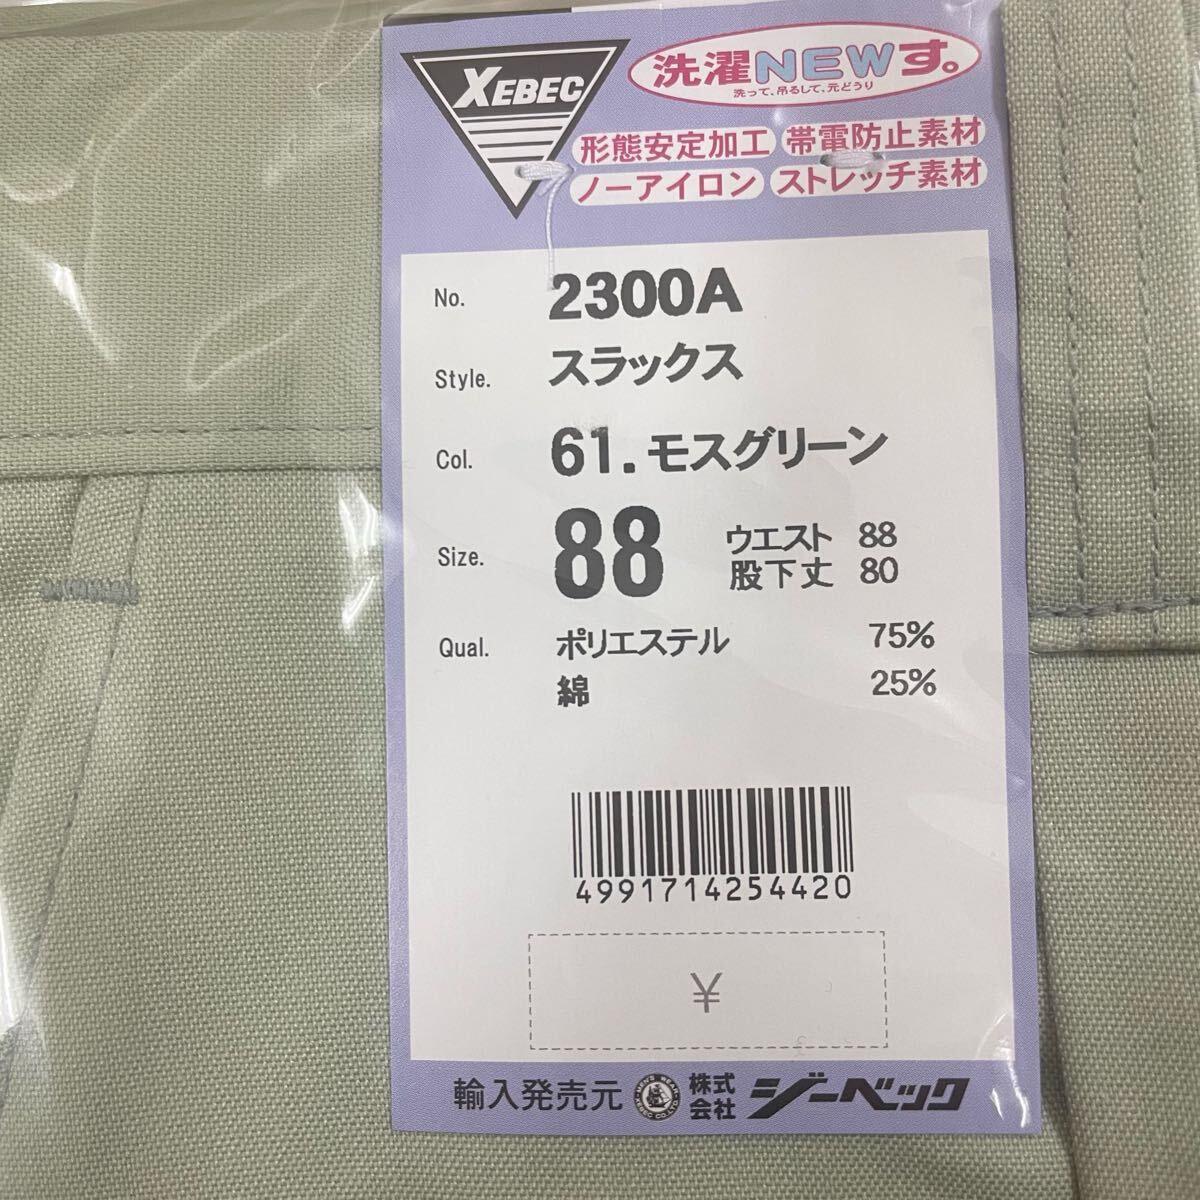 XEBEC
洗濯NEWす。
洗って、吊るして、元どうり
形態安定加工 帯電防止素材
ノーアイロン ストレッチ素材
No. 2300A
Style. スラックス
Col. 61.モスグリーン
Size. 88 ウエスト 88
股下丈 80
Qual. ポリエステル 75%
綿 25%
4991714254420
¥
輸入発売元 株式会社 ジーベック